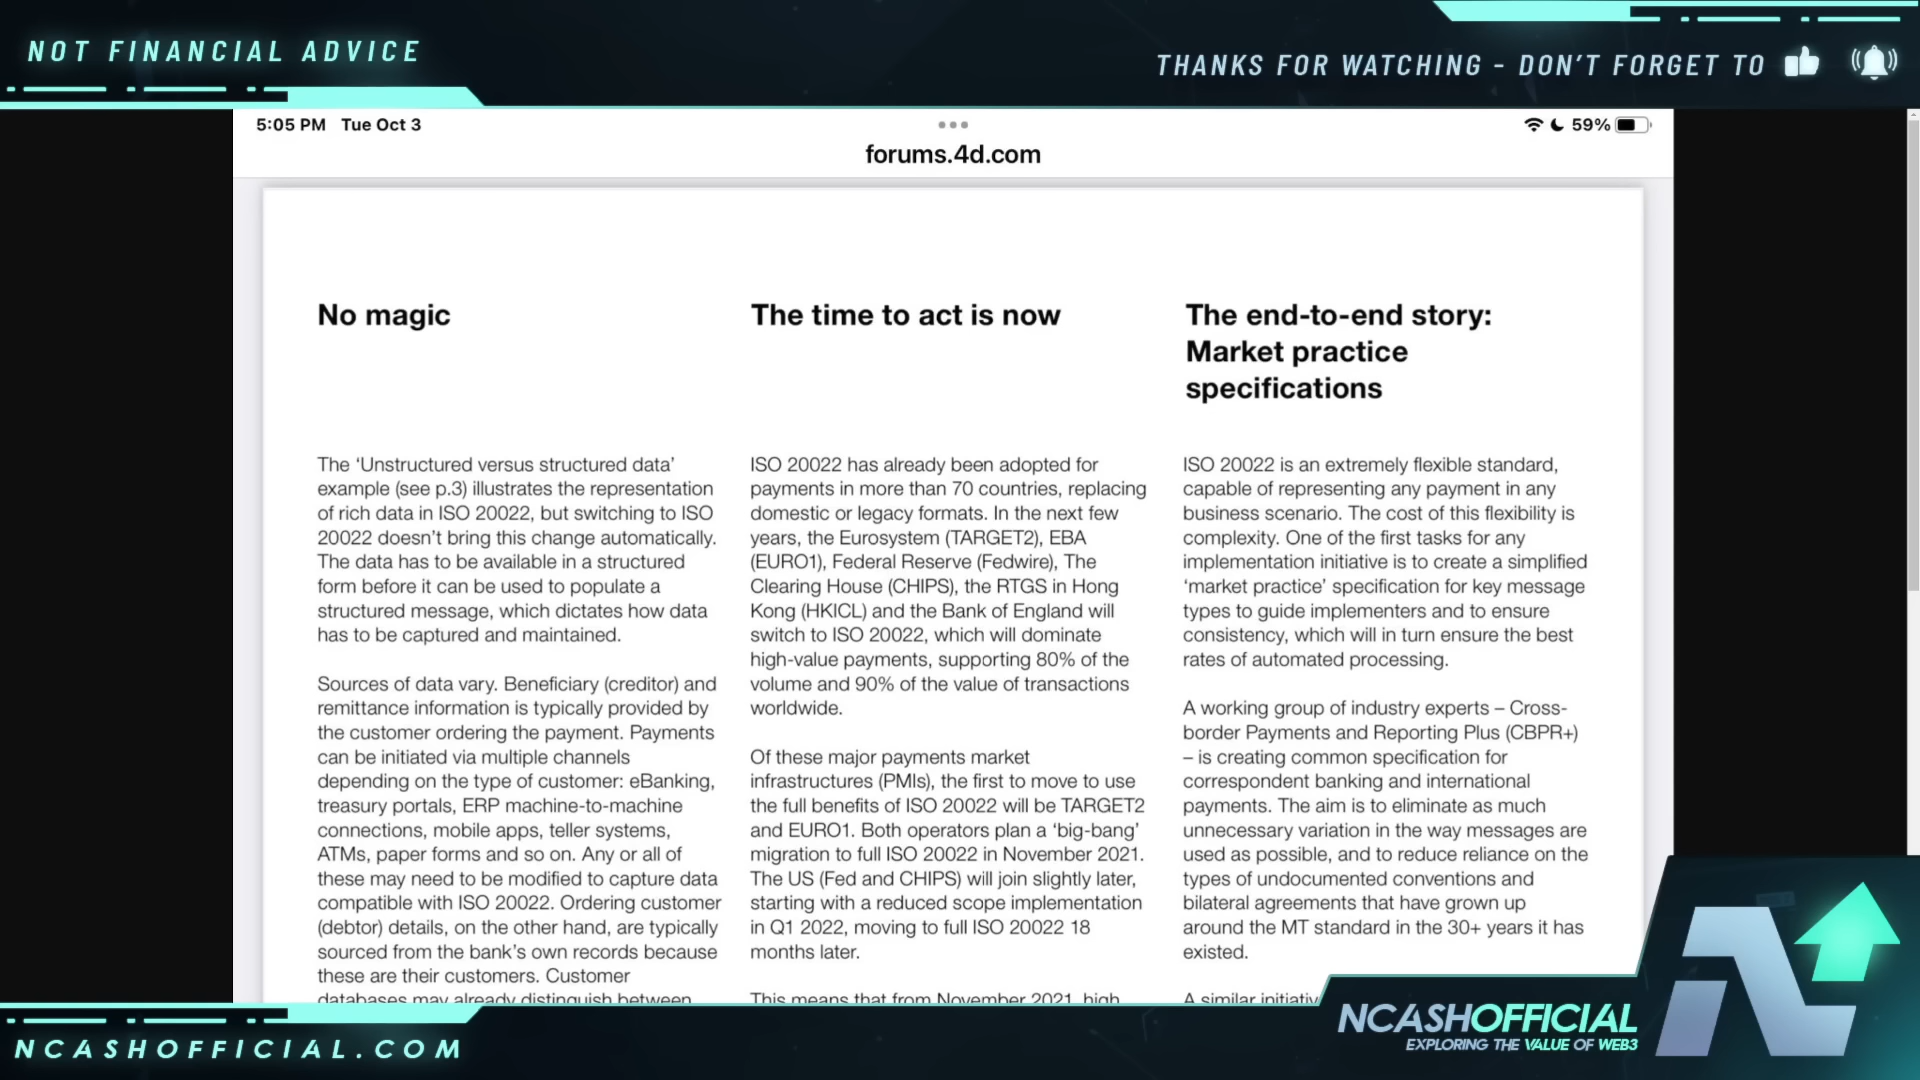 NOT FINANCIAL ADVICE
THANKS FOR WATCHING - DON'T FORGET TO
5:05 PM Tue Oct 3
59%
forums.4d.com
No magic
The ‘Unstructured versus structured data’
example (see p.3) illustrates the representation
of rich data in ISO 20022, but switching to ISO
20022 doesn’t bring this change automatically.
The data has to be available in a structured
form before it can be used to populate a
structured message, which dictates how data
has to be captured and maintained.
Sources of data vary. Beneficiary (creditor) and
remittance information is typically provided by
the customer ordering the payment. Payments
can be initiated via multiple channels
depending on the type of customer: eBanking,
treasury portals, ERP machine-to-machine
connections, mobile apps, teller systems,
ATMs, paper forms and so on. Any or all of
these may need to be modified to capture data
compatible with ISO 20022. Ordering customer
(debtor) details, on the other hand, are typically
sourced from the bank’s own records because
these are their customers. Customer
databases may already distinguish between
The time to act is now
ISO 20022 has already been adopted for
payments in more than 70 countries, replacing
domestic or legacy formats. In the next few
years, the Eurosystem (TARGET2), EBA
(EURO1), Federal Reserve (Fedwire), The
Clearing House (CHIPS), the RTGS in Hong
Kong (HKICL) and the Bank of England will
switch to ISO 20022, which will dominate
high-value payments, supporting 80% of the
volume and 90% of the value of transactions
worldwide.
Of these major payments market
infrastructures (PMIs), the first to move to use
the full benefits of ISO 20022 will be TARGET2
and EURO1. Both operators plan a ‘big-bang’
migration to full ISO 20022 in November 2021.
The US (Fed and CHIPS) will join slightly later,
starting with a reduced scope implementation
in Q1 2022, moving to full ISO 20022 18
months later.
This means that from November 2021, high
The end-to-end story:
Market practice
specifications
ISO 20022 is an extremely flexible standard,
capable of representing any payment in any
business scenario. The cost of this flexibility is
complexity. One of the first tasks for any
implementation initiative is to create a simplified
‘market practice’ specification for key message
types to guide implementers and to ensure
consistency, which will in turn ensure the best
rates of automated processing.
A working group of industry experts – Cross-
border Payments and Reporting Plus (CBPR+)
– is creating common specification for
correspondent banking and international
payments. The aim is to eliminate as much
unnecessary variation in the way messages are
used as possible, and to reduce reliance on the
types of undocumented conventions and
bilateral agreements that have grown up
around the MT standard in the 30+ years it has
existed.
A similar
NCASHOFFICIAL.COM
NCASHOFFICIAL
EXPLORING THE VALUE OF WEB3